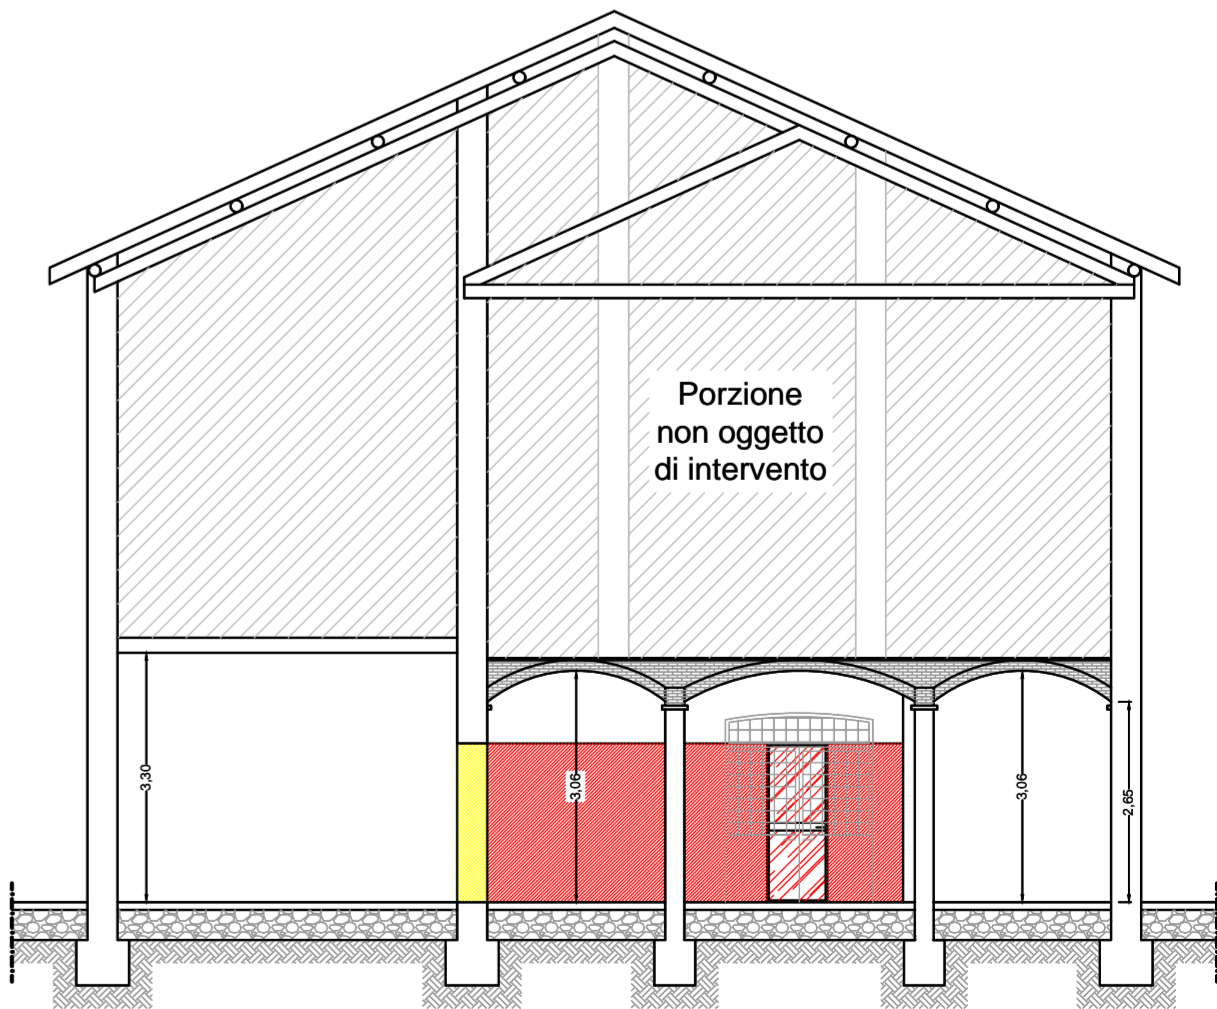 Porzione
non oggetto
di intervento
3,30
3,06
3,06
2,65